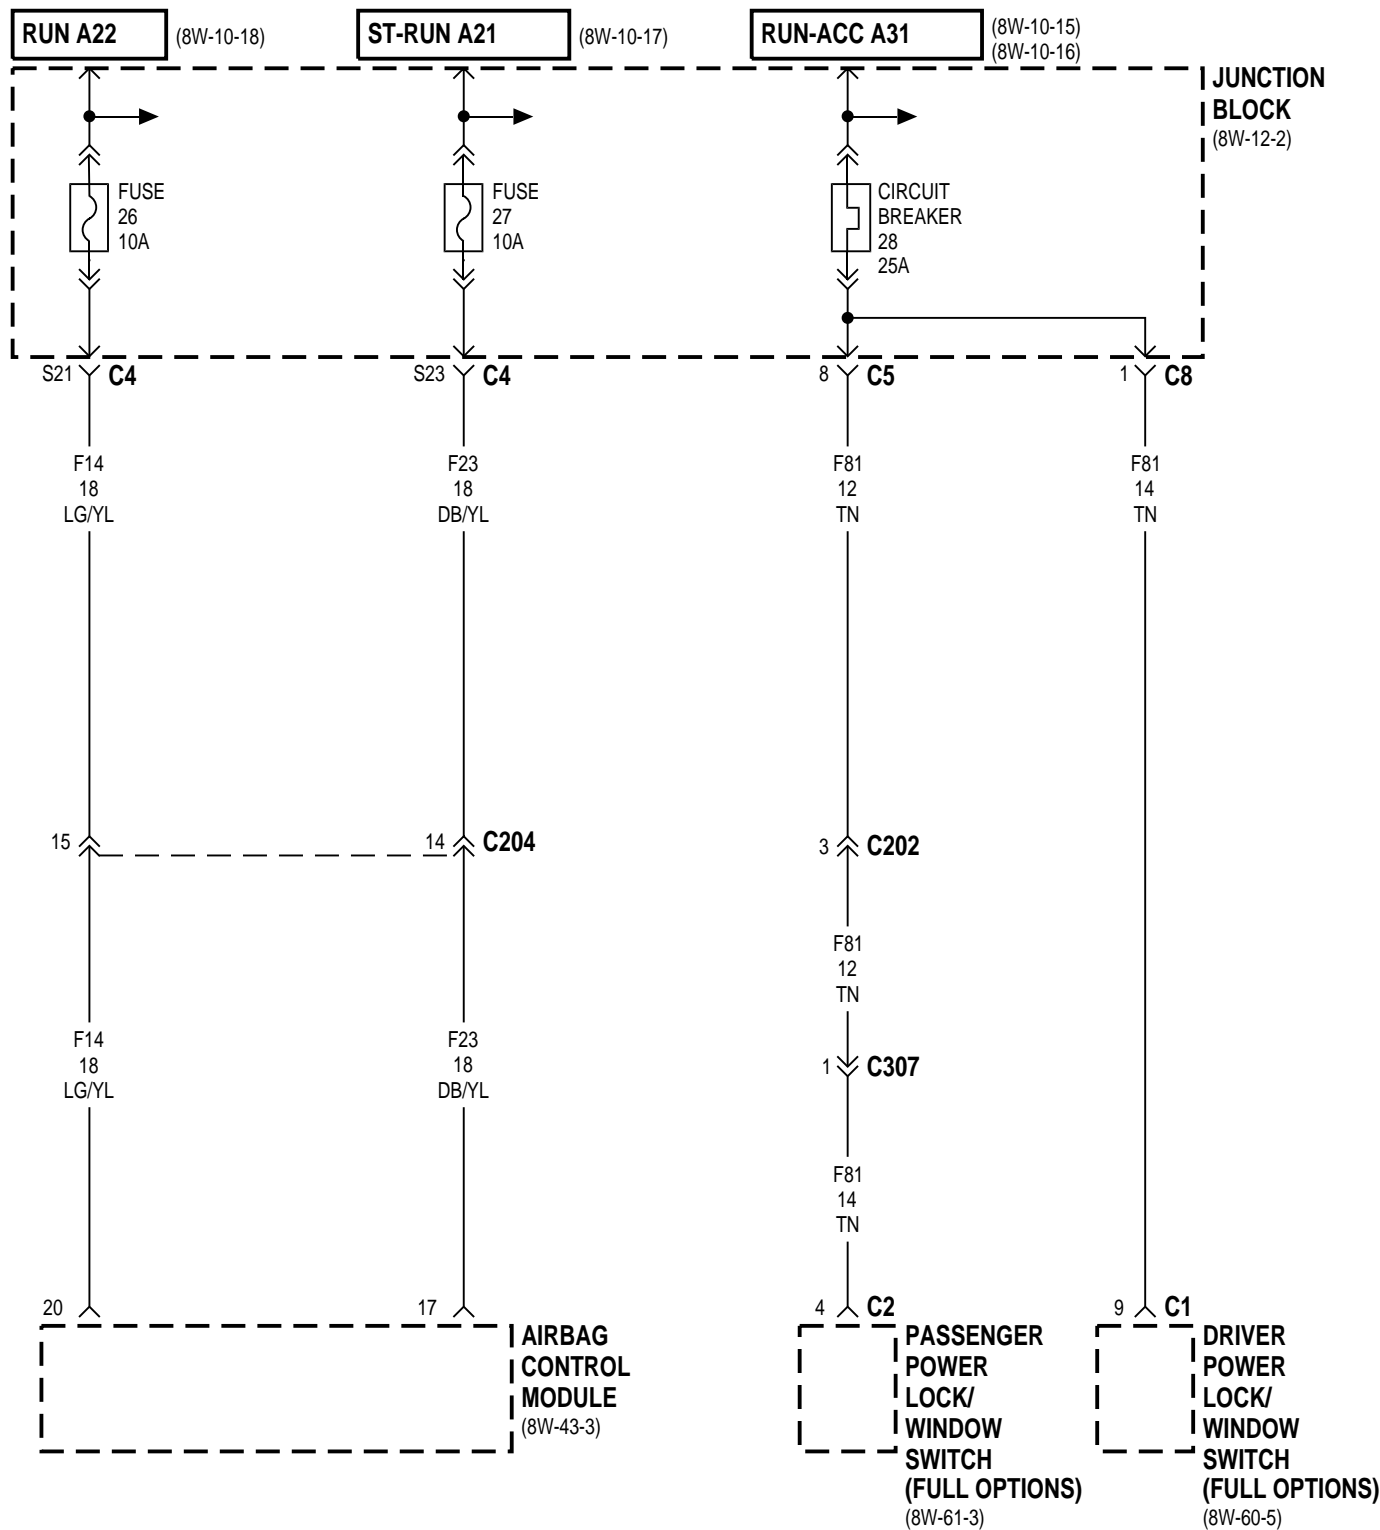 RUN A22
(8W-10-18)
ST-RUN A21
(8W-10-17)
RUN-ACC A31
(8W-10-15)
(8W-10-16)
JUNCTION
BLOCK
(8W-12-2)
FUSE
26
10A
FUSE
27
10A
CIRCUIT
BREAKER
28
25A
S21
C4
S23
C4
8
C5
1
C8
F14
18
LG/YL
F23
18
DB/YL
F81
12
TN
F81
14
TN
15
14
C204
3
C202
F81
12
TN
F14
18
LG/YL
F23
18
DB/YL
1
C307
F81
14
TN
20
17
4
C2
9
C1
AIRBAG
CONTROL
MODULE
(8W-43-3)
PASSENGER
POWER
LOCK/
WINDOW
SWITCH
(FULL OPTIONS)
(8W-61-3)
DRIVER
POWER
LOCK/
WINDOW
SWITCH
(FULL OPTIONS)
(8W-60-5)